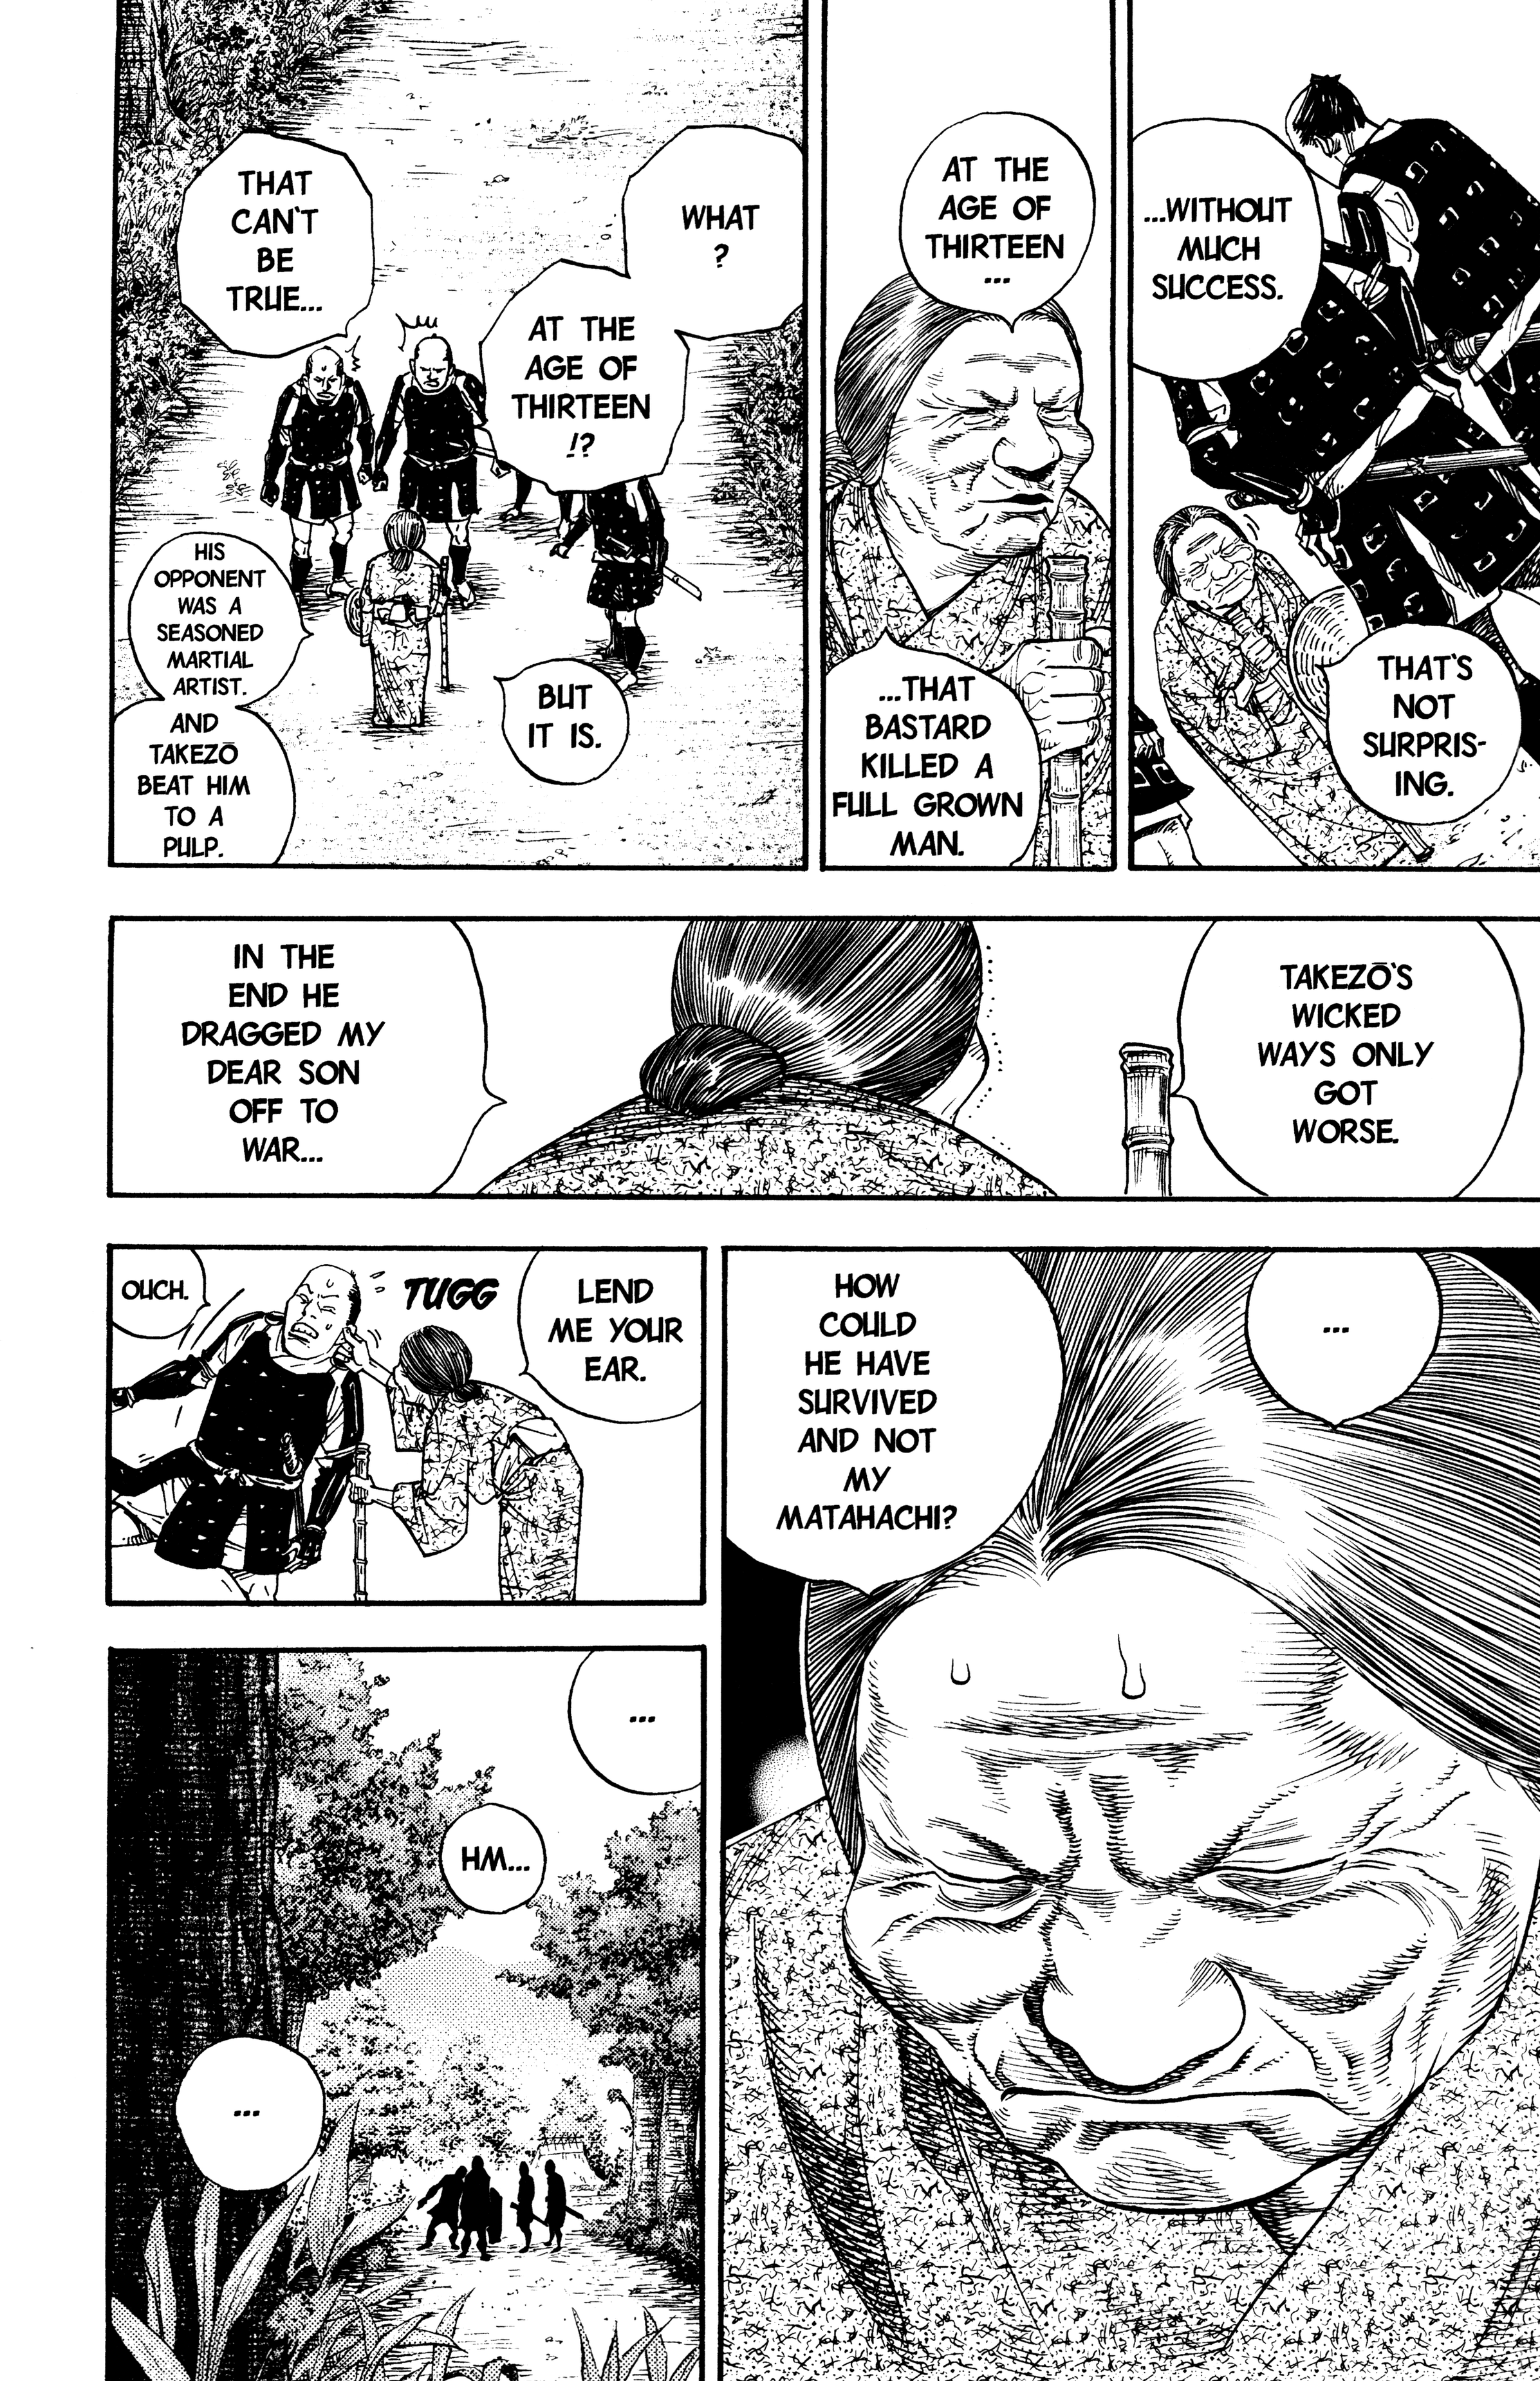 ...WITHOUT
MUCH
SUCCESS.
THAT'S
NOT
SURPRIS-
ING.
AT THE
AGE OF
THIRTEEN
...
...THAT
BASTARD
KILLED A
FULL GROWN
MAN.
WHAT
?
AT THE
AGE OF
THIRTEEN
!?
THAT
CAN'T
BE
TRUE...
BUT
IT IS.
HIS
OPPONENT
WAS A
SEASONED
MARTIAL
ARTIST.
AND
TAKEZŌ
BEAT HIM
TO A
PULP.
TAKEZŌ'S
WICKED
WAYS ONLY
GOT
WORSE.
IN THE
END HE
DRAGGED MY
DEAR SON
OFF TO
WAR...
...
HOW
COULD
HE HAVE
SURVIVED
AND NOT
MY
MATAHACHI?
LEND
ME YOUR
EAR.
TUGG
OUCH.
...
HM...
...